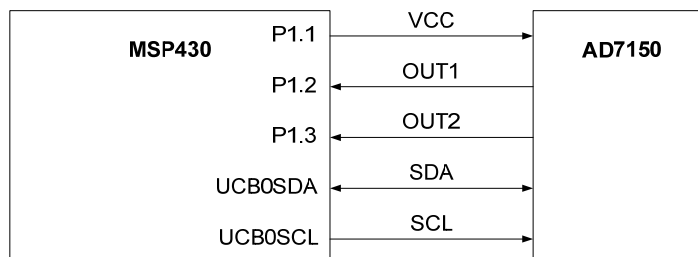 P1.1 VCC
MSP430 AD7150
P1.2 OUT1
P1.3 OUT2
UCB0SDA SDA
UCB0SCL SCL